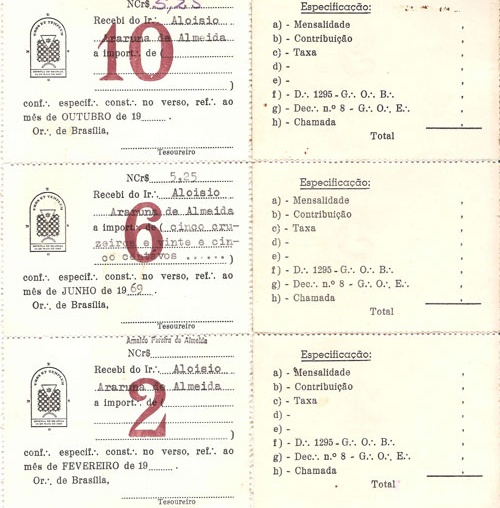 NCr$ 5,25
Recebi do Ir.'. Aloisio
Araruna de Almeida
a import. de (
10
)
conf.'. especif.'. const.'. no verso, ref.'. ao
mês de OUTUBRO de 19 .
Or.'. de Brasília,
Tesoureiro
Especificação:
a) - Mensalidade
b) - Contribuição
c) - Taxa
d) -
e) -
f) - D.'. 1295 - G.'. O.'. B.'.
g) - Dec.'. n.º 8 - G.'. O.'. E.'.
h) - Chamada
Total
NCr$ 5,25
Recebi do Ir.'. Aloisio
Araruna de Almeida
a import.'. de ( cinco cru-
zeiros e vinte e cin-
co centavos ......)
6
conf.'. especif.'. const.'. no verso, ref.'. ao
mês de JUNHO de 19 69 .
Or.'. de Brasília,
Tesoureiro
Especificação:
a) - Mensalidade
b) - Contribuição
c) - Taxa
d) -
e) -
f) - D.'. 1295 - G.'. O.'. B.'.
g) - Dec.'. n.º 8 - G.'. O.'. E.'.
h) - Chamada
Total
Arnaldo Pereira de Almeida
NCr$
Recebi do Ir.'. Aloisio
Araruna de Almeida
a import.'. de (
2
)
conf.'. especif.'. const.'. no verso, ref.'. ao
mês de FEVEREIRO de 19 .
Or.'. de Brasília,
Tesoureiro
Especificação:
a) - Mensalidade
b) - Contribuição
c) - Taxa
d) -
e) -
f) - D.'. 1295 - G.'. O.'. B.'.
g) - Dec.'. n.º 8 - G.'. O.'. E.'.
h) - Chamada
Total